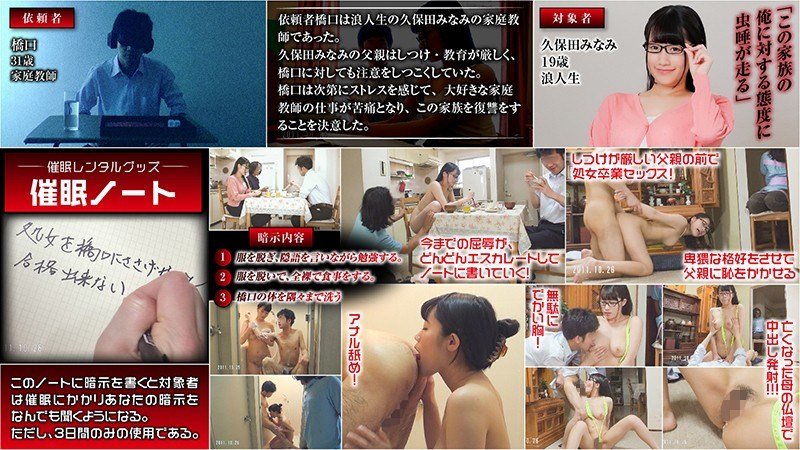 依頼者
橋口
31歳
家庭教師
依頼者橋口は浪人生の久保田みなみの家庭教
師であった。
久保田みなみの父親はしつけ・教育が厳しく、
橋口に対しても注意をしつこくしていた。
橋口は次第にストレスを感じて、大好きな家庭
教師の仕事が苦痛となり、この家族を復讐をす
ることを決意した。
対象者
久保田みなみ
19歳
浪人生
「この家族の
俺に対する態度に
虫唾が走る」
催眠レンタルグッズ
催眠ノート
処女を橋口にささげ
合格出来ない
2011.10.26
このノートに暗示を書くと対象者
は催眠にかかりあなたの暗示を
なんでも聞くようになる。
ただし、3日間のみの使用である。
暗示内容
1 服を脱ぎ、隠語を言いながら勉強する。
2 服を脱いで、全裸で食事をする。
3 橋口の体を隅々まで洗う
今までの屈辱が、
どんどんエスカレートして
ノートに書いていく!
しつけが厳しい父親の前で
処女卒業セックス!
卑猥な格好をさせて
父親に恥をかかせる
2011.10.26
アナル舐め!
無駄に
でかい胸!
亡くなった母の仏壇で
中出し発射!!!